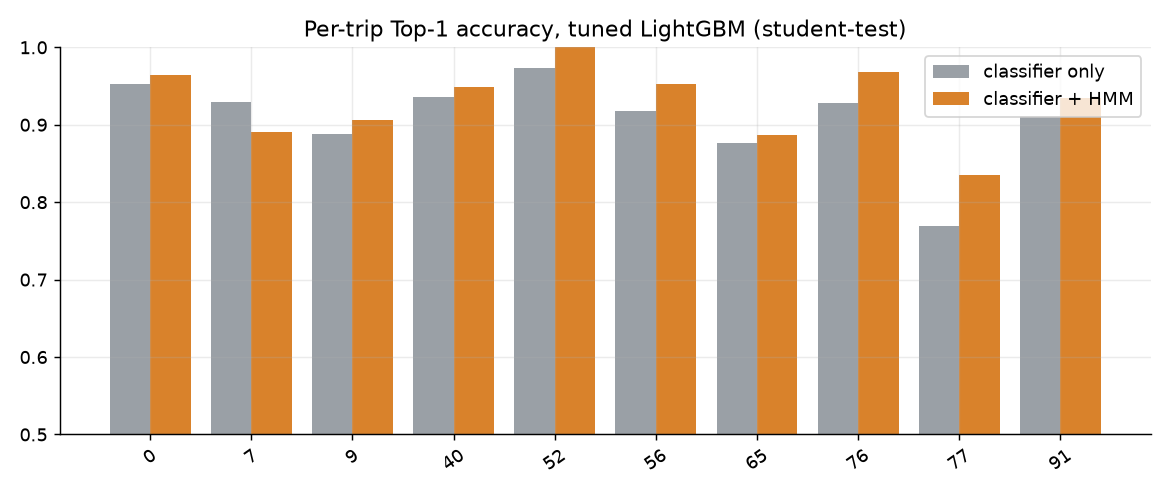 Per-trip Top-1 accuracy, tuned LightGBM (student-test)
classifier only
classifier + HMM
1.0
0.9
0.8
0.7
0.6
0.5
0 7 9 40 52 56 65 76 77 91